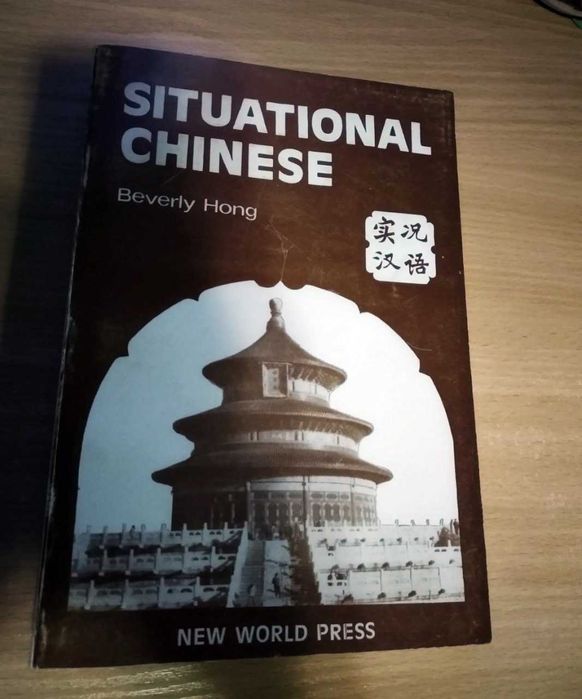 SITUATIONAL
CHINESE
Beverly Hong
实况
汉语
NEW WORLD PRESS